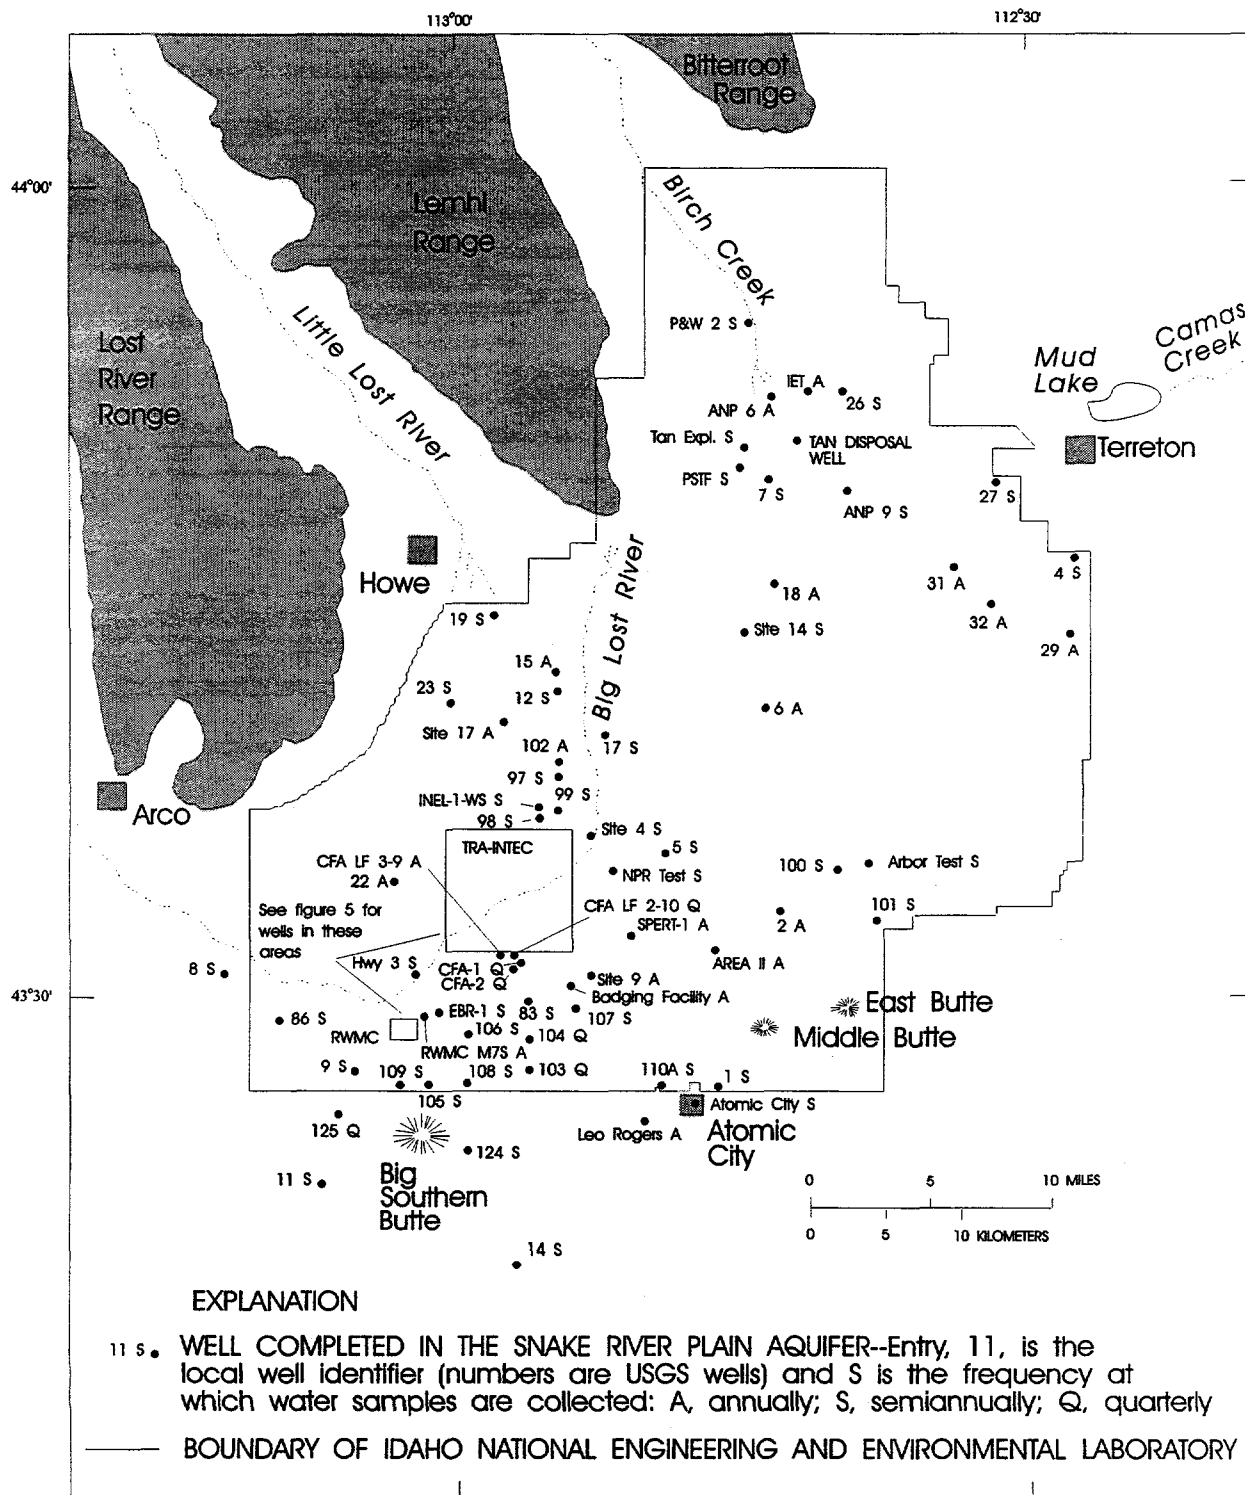 113°00'
112°30'
Bitterroot
Range
44°00'
Lemhi
Range
Birch Creek
Little Lost River
P&W 2 S
Lost
River
Range
Camas
Creek
Mud
Lake
IET A
ANP 6 A
26 S
Tan Expl. S
TAN DISPOSAL
WELL
Terreton
PSTF S
7 S
ANP 9 S
27 S
Howe
Big Lost River
4 S
31 A
18 A
32 A
19 S
Site 14 S
29 A
15 A
23 S
12 S
6 A
Site 17 A
17 S
102 A
97 S
99 S
INEL-1-WS S
98 S
Arco
Site 4 S
TRA-INTEC
5 S
CFA LF 3-9 A
22 A
NPR Test S
100 S
Arbor Test S
See figure 5 for
wells in these
areas
CFA LF 2-10 Q
SPERT-1 A
2 A
101 S
Hwy 3 S
CFA-1 Q
CFA-2 Q
AREA II A
8 S
Site 9 A
Badging Facility A
43°30'
East Butte
EBR-1 S
83 S
107 S
86 S
RWMC
106 S
104 Q
Middle Butte
RWMC M7S A
9 S
109 S
108 S
103 Q
110A S
1 S
105 S
Atomic City S
125 Q
Leo Rogers A
Atomic
City
124 S
11 S
Big
Southern
Butte
0 5 10 MILES
0 5 10 KILOMETERS
14 S
EXPLANATION
11 S WELL COMPLETED IN THE SNAKE RIVER PLAIN AQUIFER--Entry, 11, is the
local well identifier (numbers are USGS wells) and S is the frequency at
which water samples are collected: A, annually; S, semiannually; Q, quarterly
BOUNDARY OF IDAHO NATIONAL ENGINEERING AND ENVIRONMENTAL LABORATORY